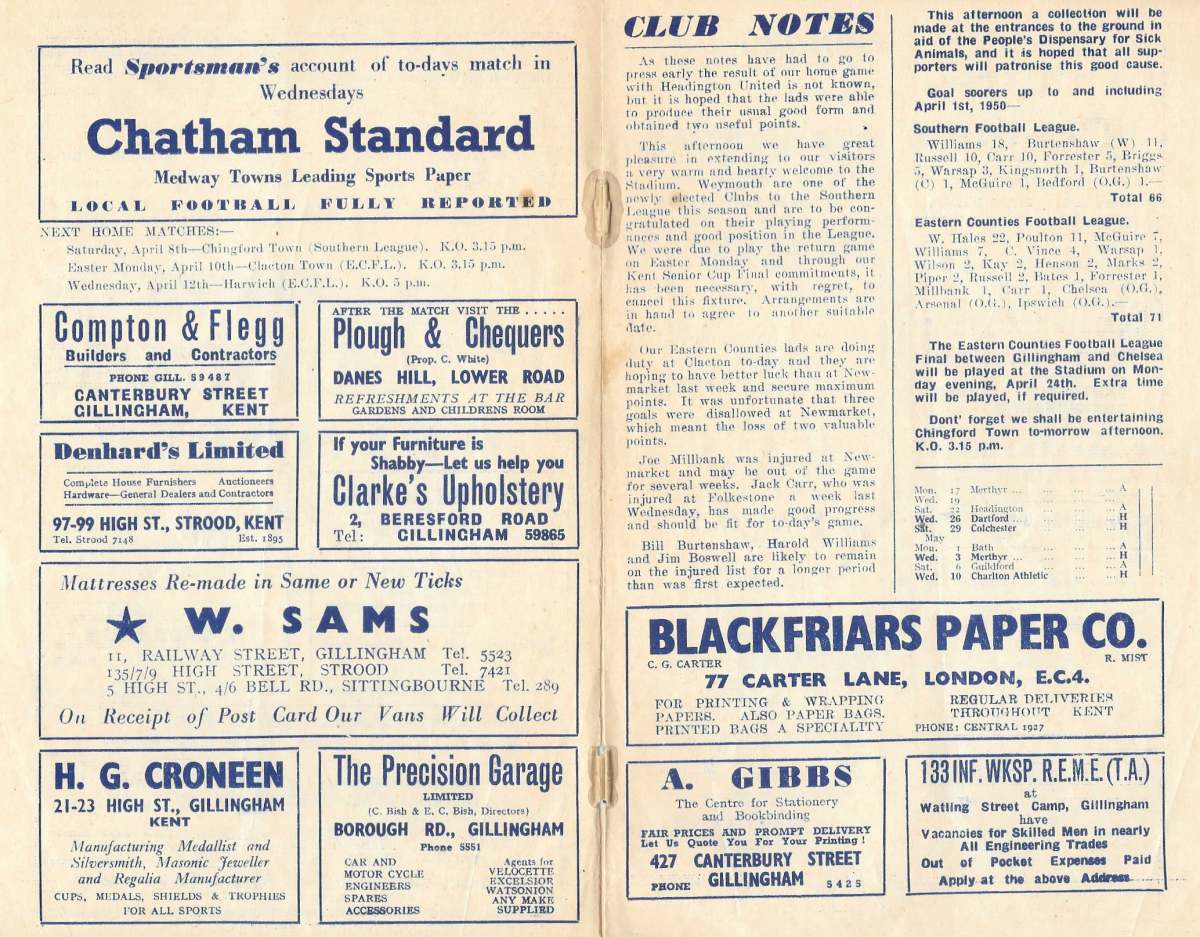 Read Sportsman's account of to-days match in
Wednesdays
Chatham Standard
Medway Towns Leading Sports Paper
LOCAL FOOTBALL FULLY REPORTED
NEXT HOME MATCHES:—
Saturday, April 8th—Chingford Town (Southern League). K.O. 3.15 p.m.
Easter Monday, April 10th—Clacton Town (E.C.F.L.). K.O. 3.15 p.m.
Wednesday, April 12th—Harwich (E.C.F.L.). K.O. 5 p.m.
Compton & Flegg
Builders and Contractors
PHONE GILL. 59487
CANTERBURY STREET
GILLINGHAM, KENT
AFTER THE MATCH VISIT THE . . . . .
Plough & Chequers
(Prop. C. White)
DANES HILL, LOWER ROAD
REFRESHMENTS AT THE BAR
GARDENS AND CHILDRENS ROOM
Denhard's Limited
Complete House Furnishers Auctioneers
Hardware—General Dealers and Contractors
97-99 HIGH ST., STROOD, KENT
Tel. Strood 7148 Est. 1895
If your Furniture is
Shabby—Let us help you
Clarke's Upholstery
2, BERESFORD ROAD
Tel: GILLINGHAM 59865
Mattresses Re-made in Same or New Ticks
W. SAMS
11, RAILWAY STREET, GILLINGHAM Tel. 5523
135/7/9 HIGH STREET, STROOD Tel. 7421
5 HIGH ST., 4/6 BELL RD., SITTINGBOURNE Tel. 289
On Receipt of Post Card Our Vans Will Collect
H. G. CRONEEN
21-23 HIGH ST., GILLINGHAM
KENT
Manufacturing Medallist and
Silversmith, Masonic Jeweller
and Regalia Manufacturer
CUPS, MEDALS, SHIELDS & TROPHIES
FOR ALL SPORTS
The Precision Garage
LIMITED
(C. Bish & E. C. Bish, Directors)
BOROUGH RD., GILLINGHAM
Phone 5551
CAR AND Agents for
MOTOR CYCLE VELOCETTE
ENGINEERS EXCELSIOR
SPARES WATSONION
ACCESSORIES ANY MAKE
SUPPLIED
CLUB NOTES
As these notes have had to go to
press early the result of our home game
with Headington United is not known,
but it is hoped that the lads were able
to produce their usual good form and
obtained two useful points.
This afternoon we have great
pleasure in extending to our visitors
a very warm and hearty welcome to the
Stadium. Weymouth are one of the
newly elected Clubs to the Southern
League this season and are to be con-
gratulated on their playing perform-
ances and good position in the League.
We were due to play the return game
on Easter Monday and through our
Kent Senior Cup Final commitments, it
has been necessary, with regret, to
cancel this fixture. Arrangements are
in hand to agree to another suitable
date.
Our Eastern Counties lads are doing
duty at Clacton to-day and they are
hoping to have better luck than at New-
market last week and secure maximum
points. It was unfortunate that three
goals were disallowed at Newmarket,
which meant the loss of two valuable
points.
Joe Millbank was injured at New-
market and may be out of the game
for several weeks. Jack Carr, who was
injured at Folkestone a week last
Wednesday, has made good progress
and should be fit for to-day's game.
Bill Burtenshaw, Harold Williams
and Jim Boswell are likely to remain
on the injured list for a longer period
than was first expected.
This afternoon a collection will be
made at the entrances to the ground in
aid of the People's Dispensary for Sick
Animals, and it is hoped that all sup-
porters will patronise this good cause.
Goal soorers up to and including
April 1st, 1950—
Southern Football League.
Williams 18, Burtenshaw (W) 11,
Russell 10, Carr 10, Forrester 5, Briggs
5, Warsap 3, Kingsnorth 1, Burtenshaw
(C) 1, McGuire 1, Bedford (O.G.) 1.—
Total 66
Eastern Counties Football League.
W. Hales 22, Poulton 11, McGuire 7,
Williams 7, C. Vince 4, Warsap 1,
Wilson 2, Kay 2, Henson 2, Marks 2,
Piper 2, Russell 2, Bates 1, Forrester 1,
Millbank 1, Carr 1, Chelsea (O.G.),
Arsenal (O.G.), Ipswich (O.G.).—
Total 71
The Eastern Counties Football League
Final between Gillingham and Chelsea
will be played at the Stadium on Mon-
day evening, April 24th. Extra time
will be played, if required.
Dont' forget we shall be entertaining
Chingford Town to-morrow afternoon.
K.O. 3.15 p.m.
Mon. 17 Merthyr ... ... ... ... A
Wed. 19
Sat. 22 Headington ... ... ... A
Wed. 26 Dartford ... ... ... ... H
Sat. 29 Colchester ... ... ... H
May
Mon. 1 Bath ... ... ... ... A
Wed. 3 Merthyr ... ... ... ... H
Sat. 6 Guildford ... ... ... A
Wed. 10 Charlton Athletic ... ... H
BLACKFRIARS PAPER CO.
C. G. CARTER R. MIST
77 CARTER LANE, LONDON, E.C.4.
FOR PRINTING & WRAPPING REGULAR DELIVERIES
PAPERS. ALSO PAPER BAGS. THROUGHOUT KENT
PRINTED BAGS A SPECIALITY PHONE: CENTRAL 1927
A. GIBBS
The Centre for Stationery
and Bookbinding
FAIR PRICES AND PROMPT DELIVERY
Let Us Quote You For Your Printing !
427 CANTERBURY STREET
PHONE GILLINGHAM 5425
133 INF. WKSP. R.E.M.E. (T.A.)
at
Watling Street Camp, Gillingham
have
Vacancies for Skilled Men in nearly
All Engineering Trades
Out of Pocket Expenses Paid
Apply at the above Address